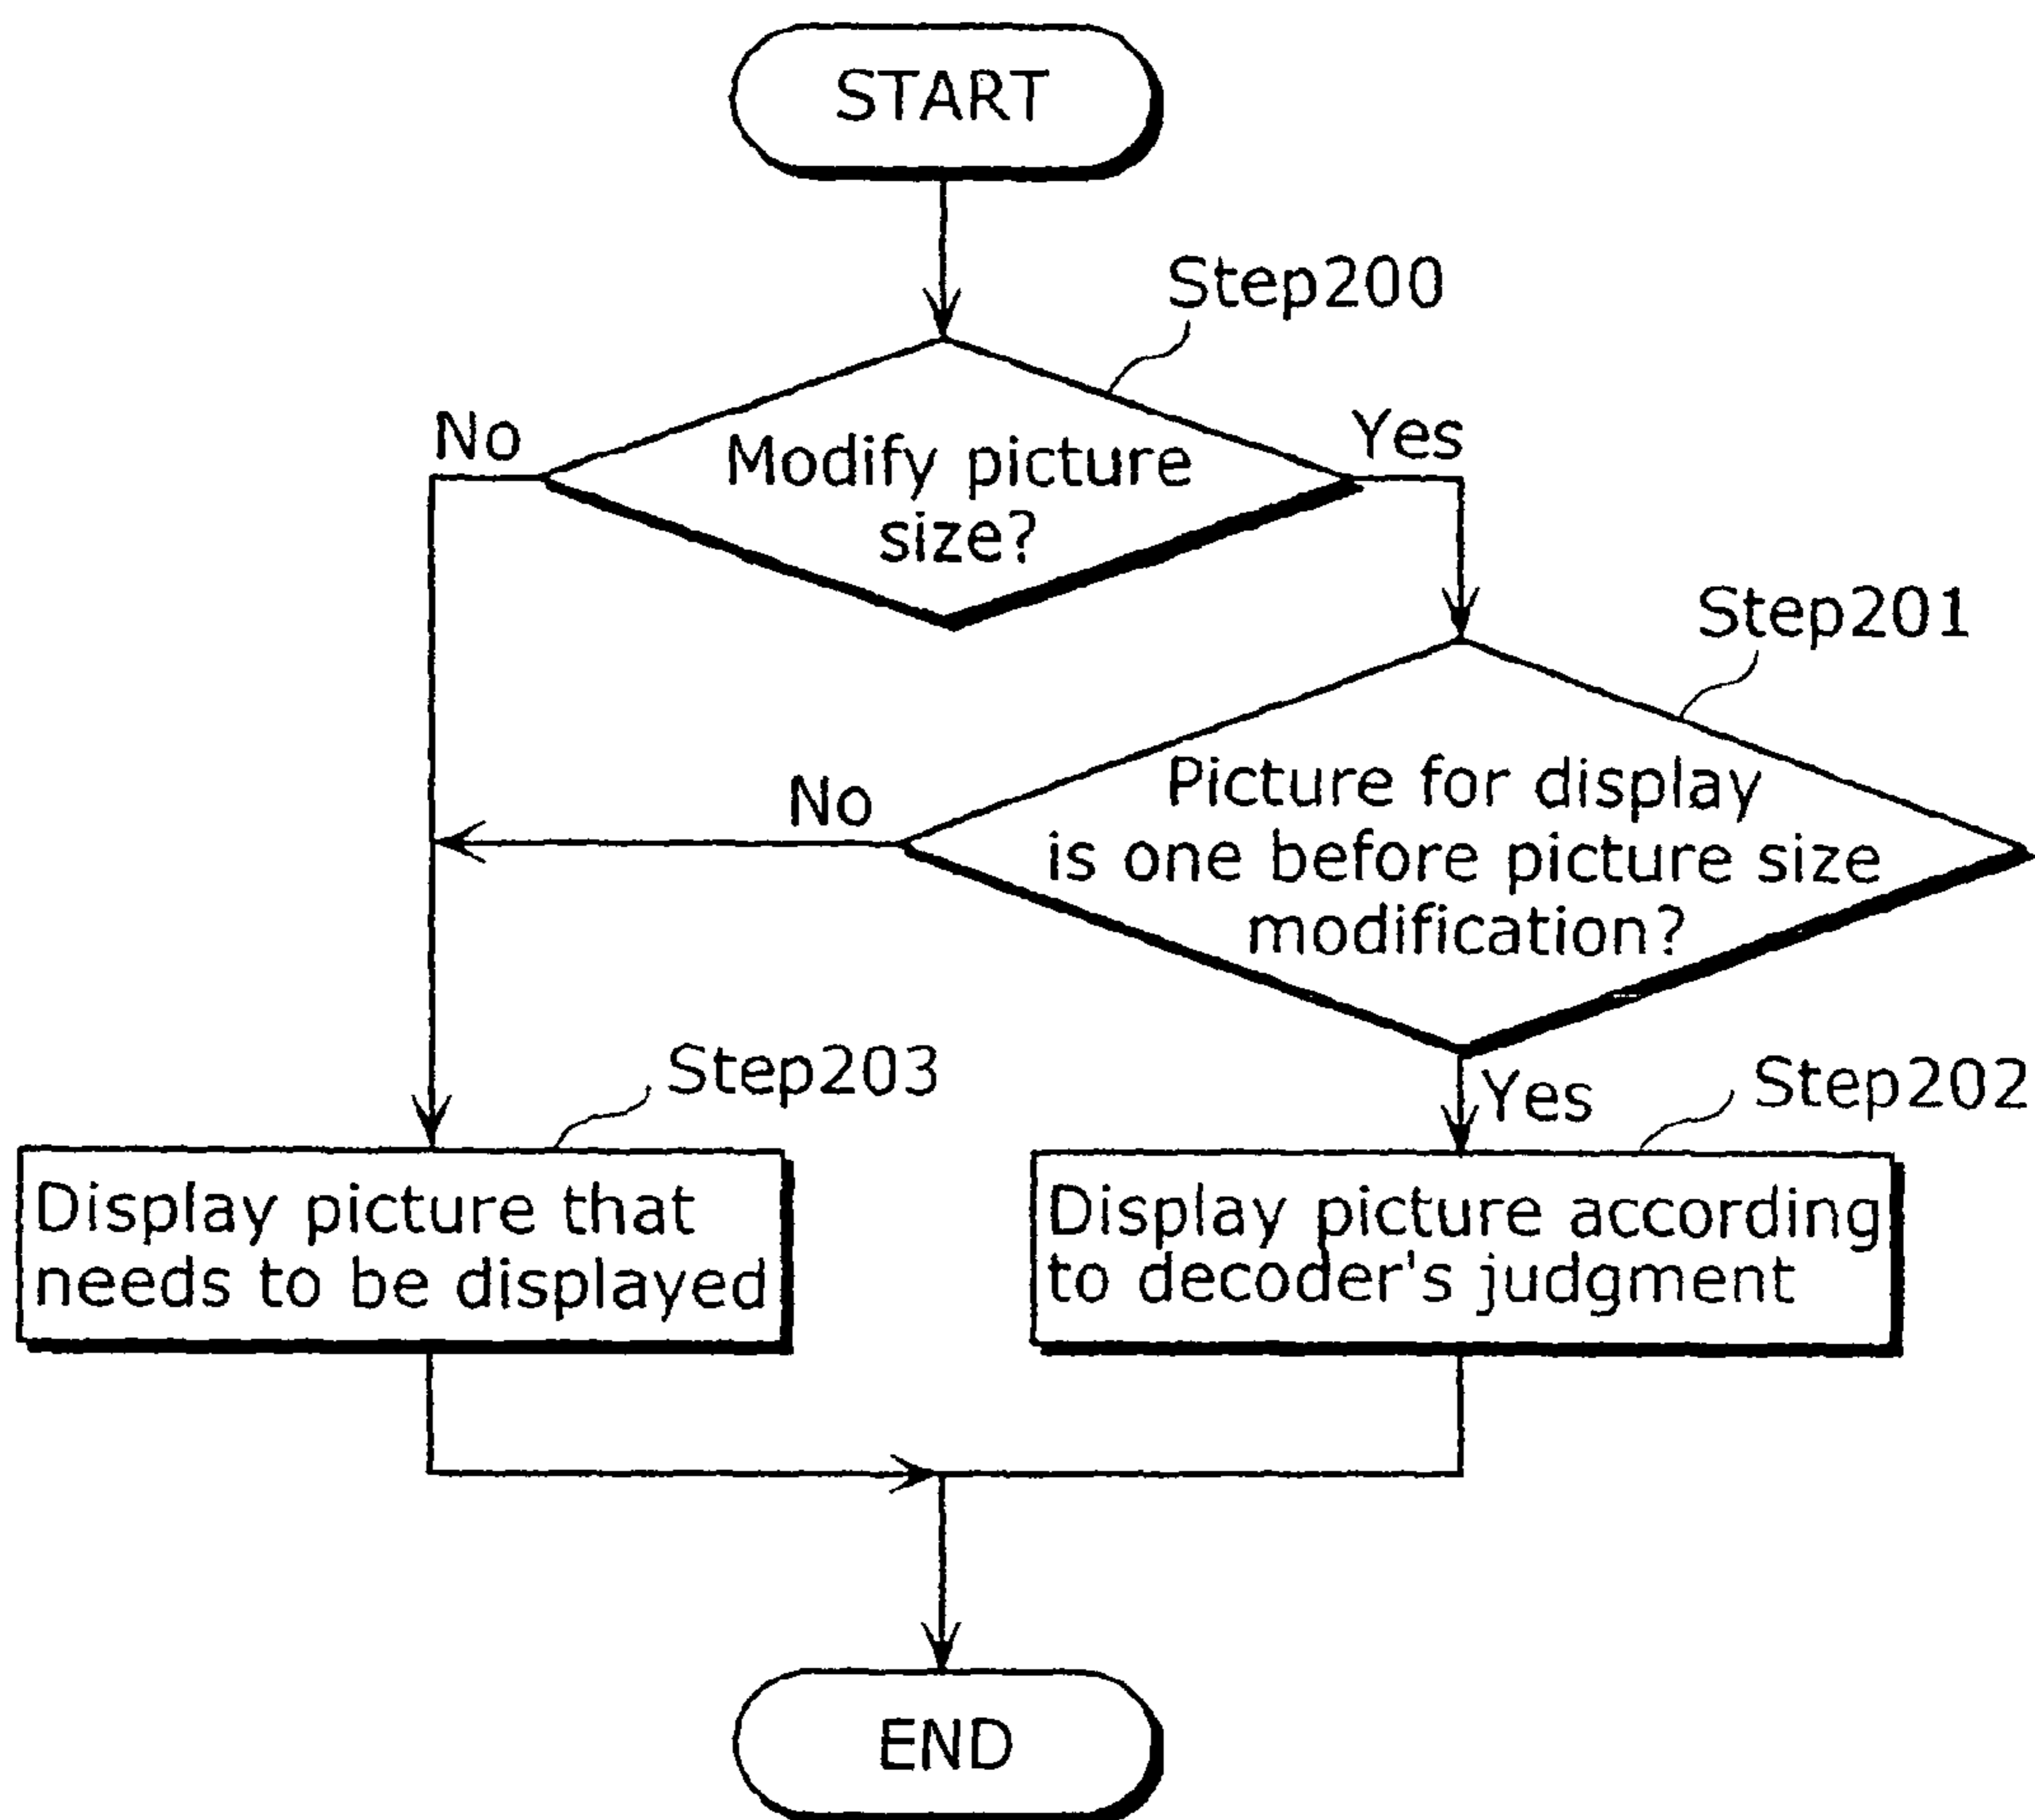 START
Step200
No
Yes
Modify picture
size?
Step201
No
Picture for display
is one before picture size
modification?
Step203
Yes
Step202
Display picture that
needs to be displayed
Display picture according
to decoder's judgment
END